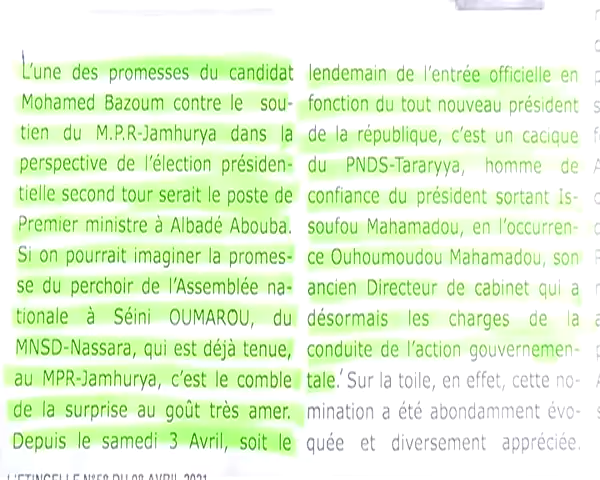 L'une des promesses du candidat
Mohamed Bazoum contre le sou-
tien du M.P.R-Jamhurya dans la
perspective de l'élection présiden-
tielle second tour serait le poste de
Premier ministre à Albadé Abouba.
Si on pourrait imaginer la promes-
se du perchoir de l'Assemblée na-
tionale à Séini OUMAROU, du
MNSD-Nassara, qui est déjà tenue,
au MPR-Jamhurya, c'est le comble
de la surprise au goût très amer.
Depuis le samedi 3 Avril, soit le
lendemain de l'entrée officielle en
fonction du tout nouveau président
de la république, c'est un cacique
du PNDS-Tararyya, homme de
confiance du président sortant Is-
soufou Mahamadou, en l'occurren-
ce Ouhoumoudou Mahamadou, son
ancien Directeur de cabinet qui a
désormais les charges de la
conduite de l'action gouvernemen-
tale. Sur la toile, en effet, cette no-
mination a été abondamment évo-
quée et diversement appréciée.
L'ETINCELLE N°58 DU 08 AVRIL 2021